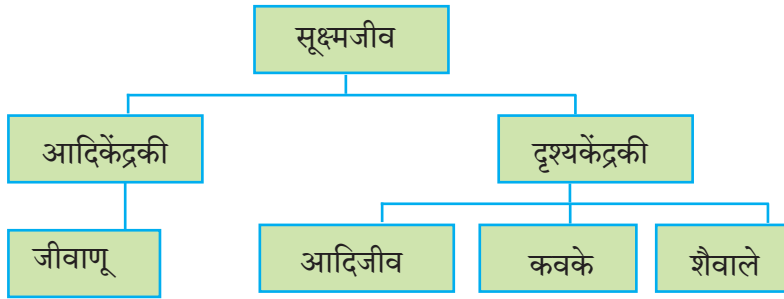 सूक्ष्मजीव
आदिकेंद्रकी
दृश्यकेंद्रकी
जीवाणू
आदिजीव
कवके
शैवाले